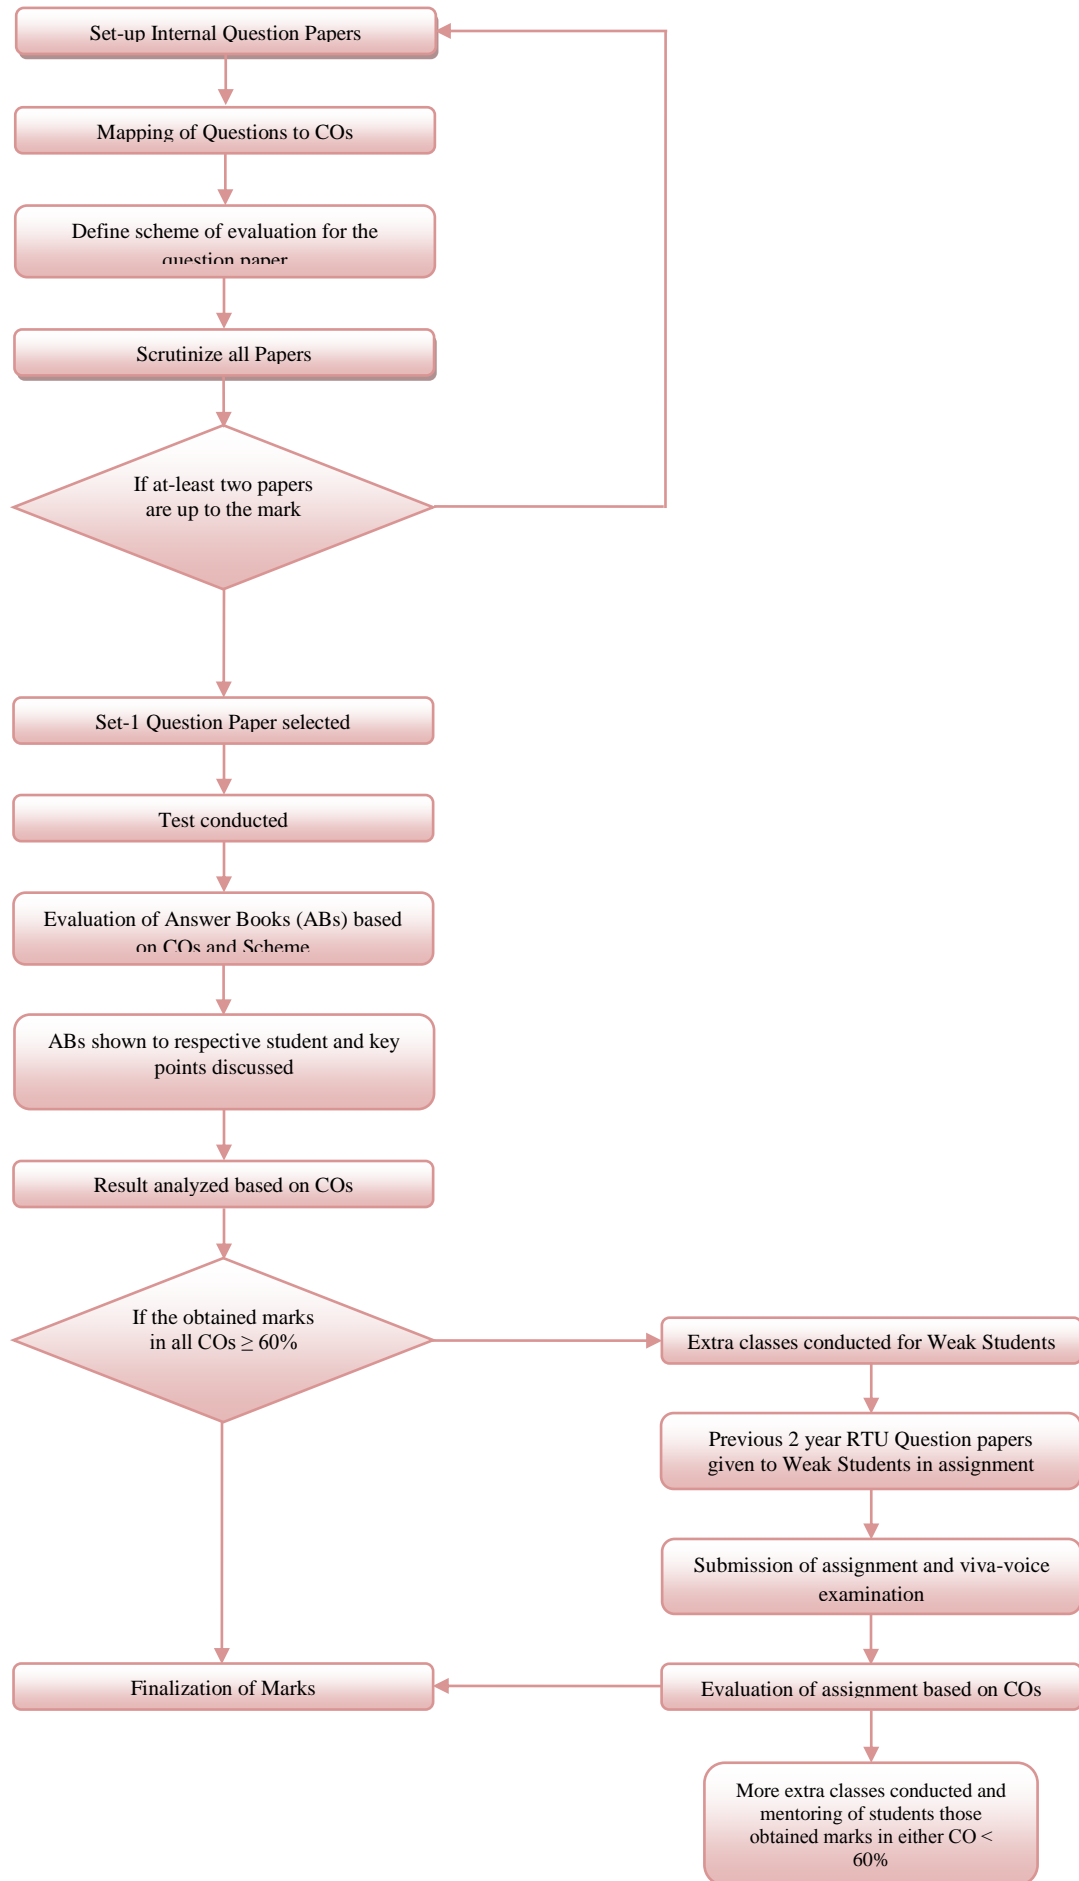 Set-up Internal Question Papers
Mapping of Questions to COs
Define scheme of evaluation for the
question paper
Scrutinize all Papers
If at-least two papers
are up to the mark
Set-1 Question Paper selected
Test conducted
Evaluation of Answer Books (ABs) based
on COs and Scheme
ABs shown to respective student and key
points discussed
Result analyzed based on COs
If the obtained marks
in all COs ≥ 60%
Extra classes conducted for Weak Students
Previous 2 year RTU Question papers
given to Weak Students in assignment
Submission of assignment and viva-voice
examination
Finalization of Marks
Evaluation of assignment based on COs
More extra classes conducted and
mentoring of students those
obtained marks in either CO <
60%